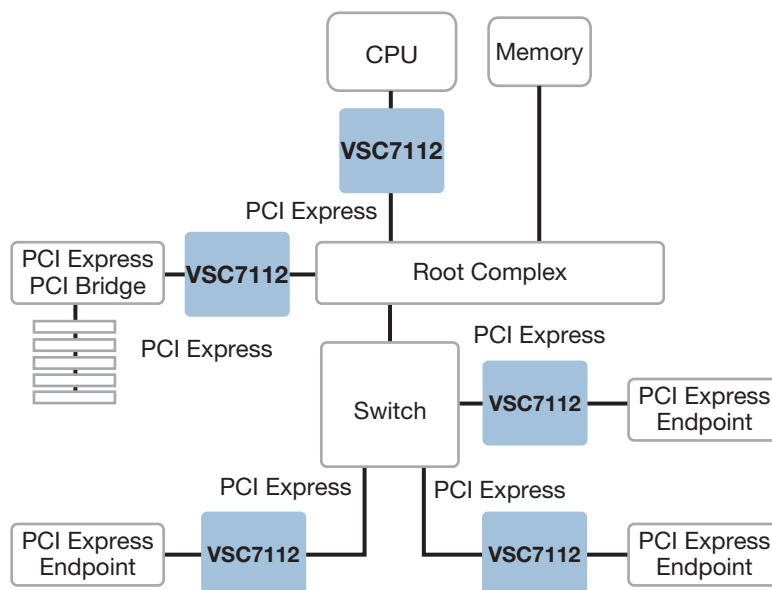 CPU
Memory
VSC7112
PCI Express
PCI Express
PCI Bridge
VSC7112
Root Complex
PCI Express
PCI Express
Switch
VSC7112
PCI Express
Endpoint
PCI Express
PCI Express
PCI Express
Endpoint
VSC7112
VSC7112
PCI Express
Endpoint